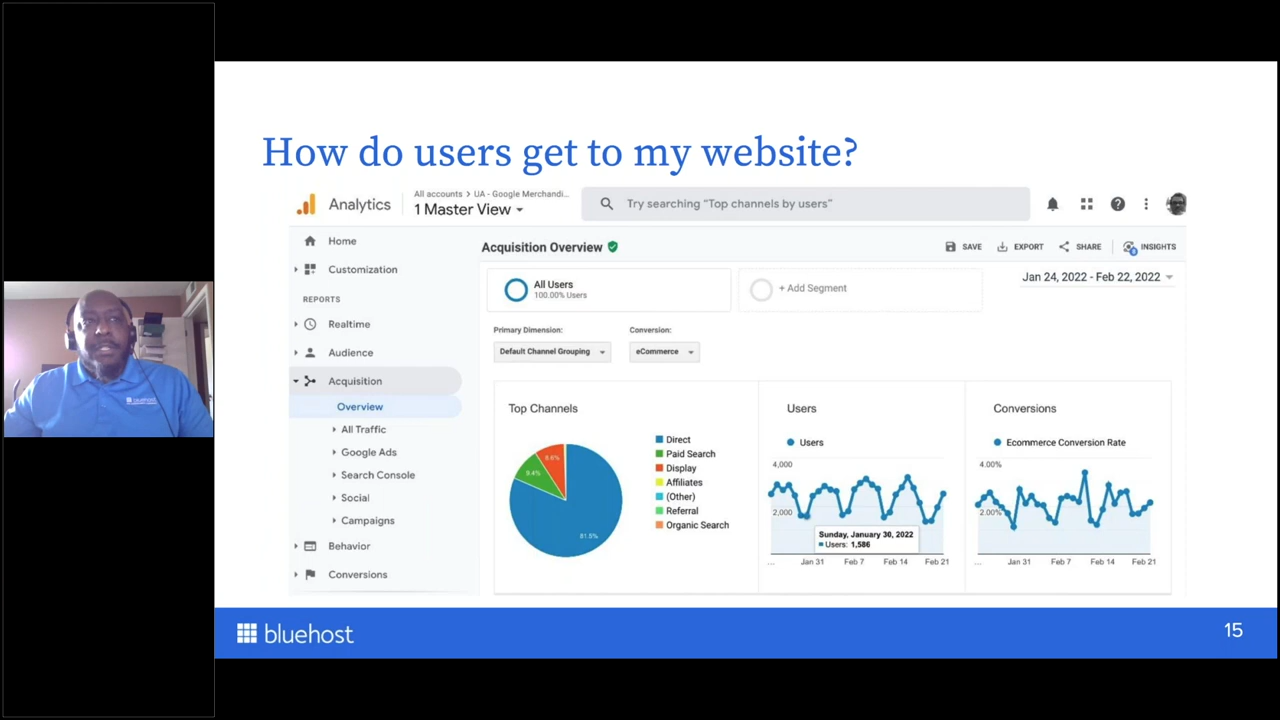 How do users get to my website?
Analytics
All accounts > UA - Google Merchandi...
1 Master View
Try searching "Top channels by users"
Home
Customization
REPORTS
Realtime
Audience
Acquisition
Overview
All Traffic
Google Ads
Search Console
Social
Campaigns
Behavior
Conversions
Acquisition Overview
SAVE
EXPORT
SHARE
INSIGHTS
All Users
100.00% Users
+ Add Segment
Jan 24, 2022 - Feb 22, 2022
Primary Dimension:
Conversion:
Default Channel Grouping
eCommerce
Top Channels
Direct
Paid Search
Display
Affiliates
(Other)
Referral
Organic Search
81.5%
9.4%
8.6%
Users
Users
4,000
2,000
Sunday, January 30, 2022
Users: 1,586
...
Jan 31
Feb 7
Feb 14
Feb 21
Conversions
Ecommerce Conversion Rate
4.00%
2.00%
...
Jan 31
Feb 7
Feb 14
Feb 21
bluehost
15
bluehost